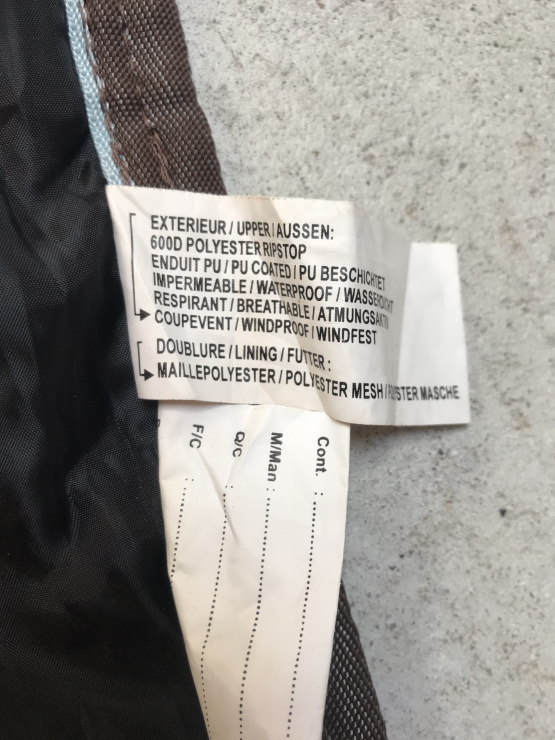 EXTERIEUR / UPPER / AUSSEN:
600D POLYESTER RIPSTOP
ENDUIT PU / PU COATED / PU BESCHICHTET
IMPERMEABLE / WATERPROOF / WASSERDICHT
RESPIRANT / BREATHABLE / ATMUNGSAKTIV
COUPEVENT / WINDPROOF / WINDFEST
DOUBLURE / LINING / FUTTER :
MAILLEPOLYESTER / POLYESTER MESH / POLYESTER MASCHE
Cont. :
M/Man :
Q/C :
F/C :